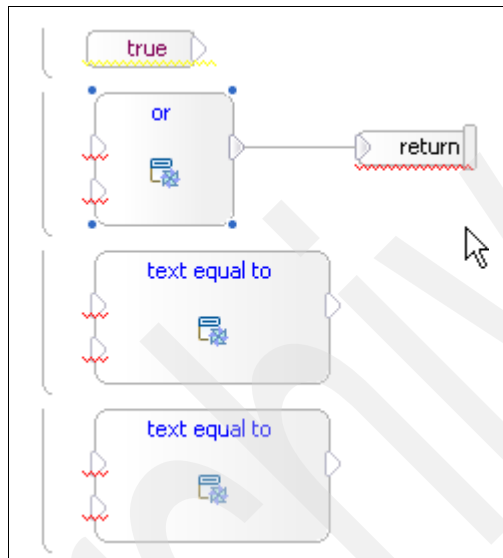 true
or
return
text equal to
text equal to